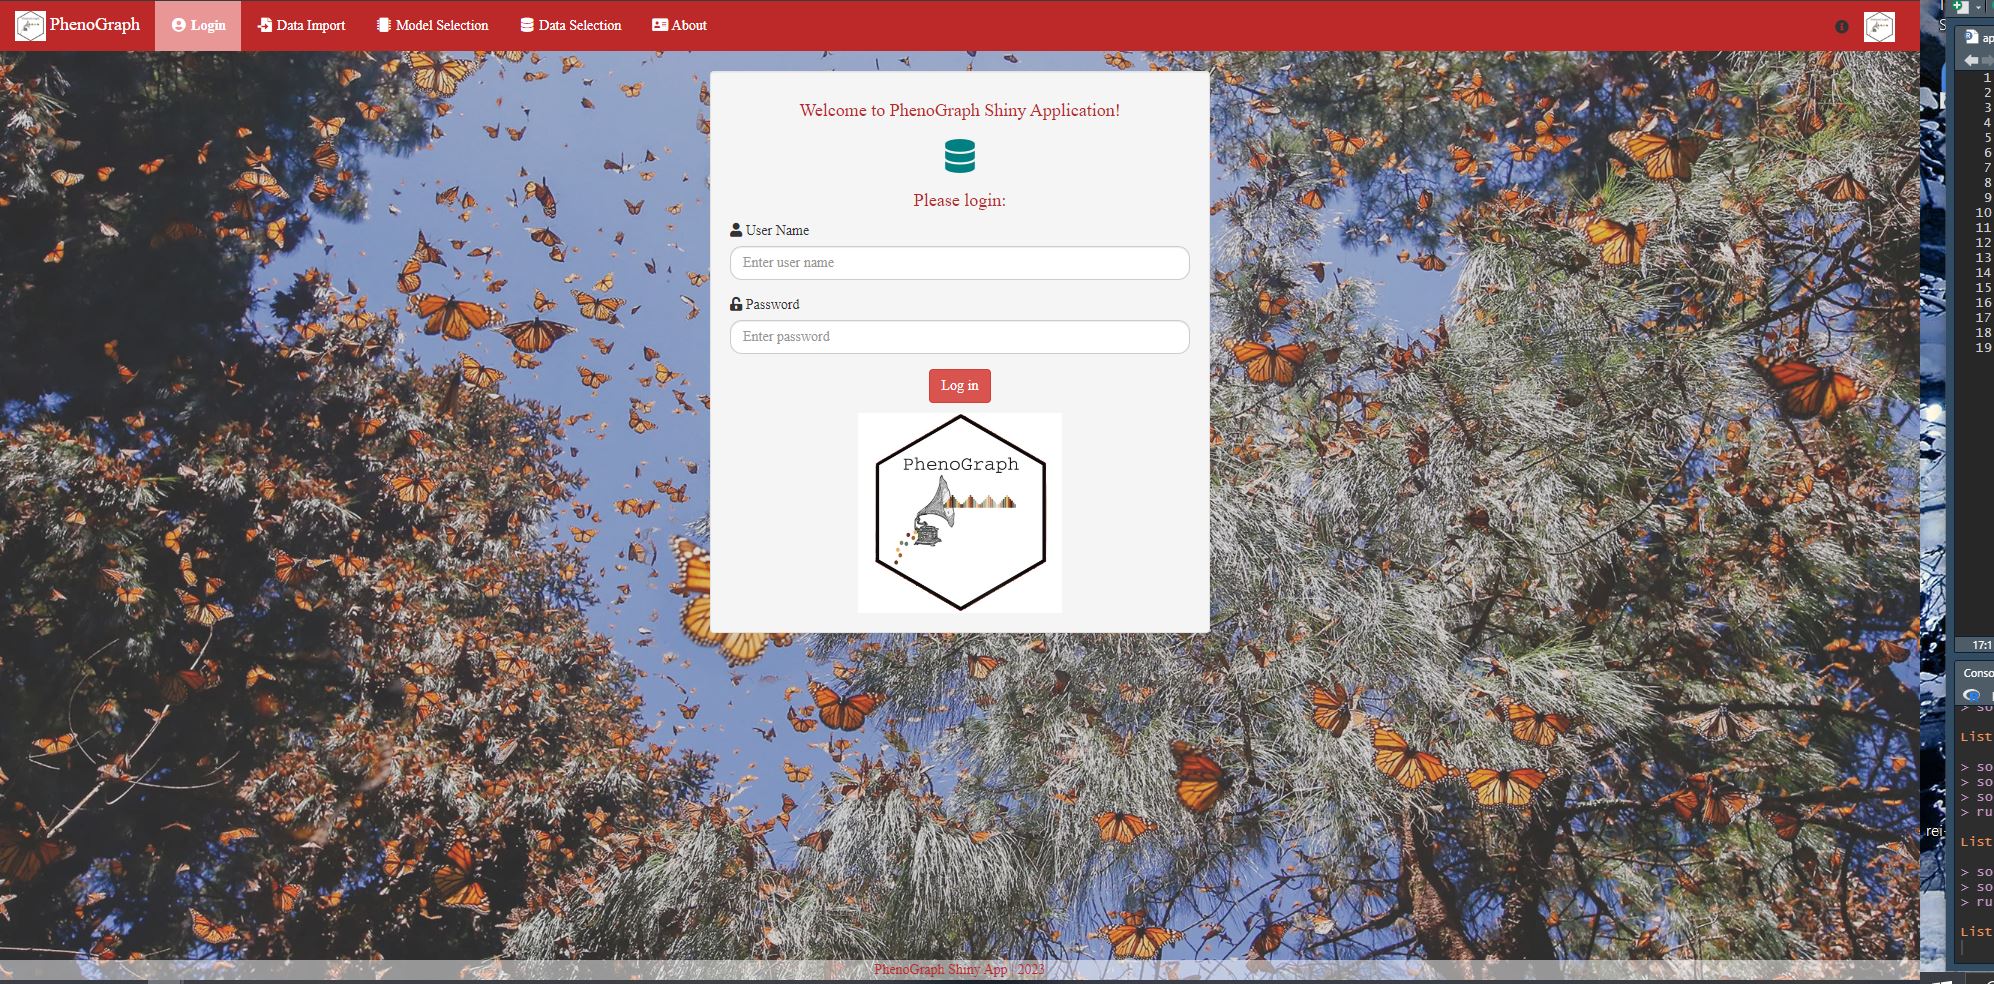 PhenoGraph
Login
Data Import
Model Selection
Data Selection
About
Welcome to PhenoGraph Shiny Application!
Please login:
User Name
Enter user name
Password
Enter password
Log in
PhenoGraph
PhenoGraph Shiny App | 2023
1
2
3
4
5
6
7
8
9
10
11
12
13
14
15
16
17
18
19
17:1
> so
List
> so
> so
> so
> ru
List
> so
> so
> ru
List